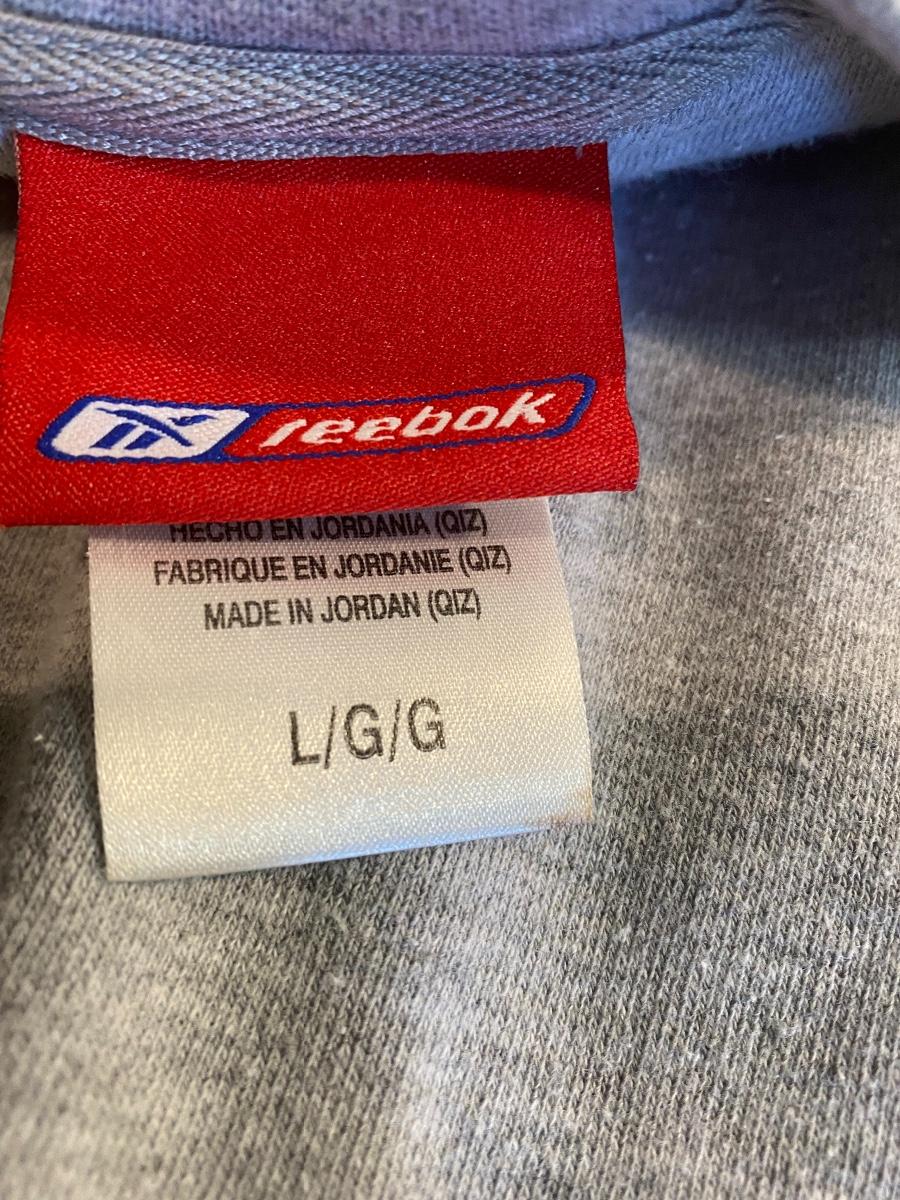 reebok
HECHO EN JORDANIA (QIZ)
FABRIQUE EN JORDANIE (QIZ)
MADE IN JORDAN (QIZ)
L/G/G